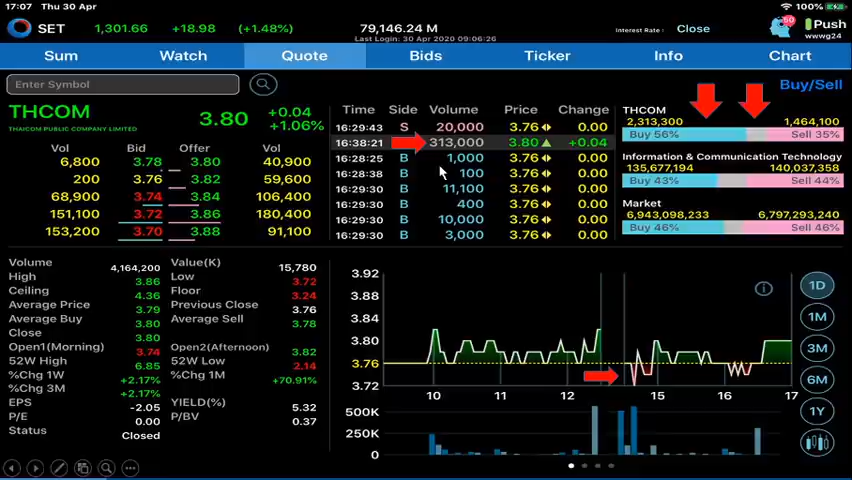 17:07 Thu 30 Apr 100%
SET 1,301.66 +18.98 (+1.48%) 79,146.24 M Interest Rate : Close 50 Push
Last Login: 30 Apr 2020 09:06:26 wwwg24
Sum Watch Quote Bids Ticker Info Chart
Enter Symbol Buy/Sell
THCOM 3.80 +0.04
THAICOM PUBLIC COMPANY LIMITED +1.06%
Vol Bid Offer Vol
6,800 3.78 3.80 40,900
200 3.76 3.82 59,600
68,900 3.74 3.84 106,400
151,100 3.72 3.86 180,400
153,200 3.70 3.88 91,100
Time Side Volume Price Change
16:29:43 S 20,000 3.76 0.00
16:38:21 313,000 3.80 +0.04
16:28:25 B 1,000 3.76 0.00
16:28:38 B 100 3.76 0.00
16:29:30 B 11,100 3.76 0.00
16:29:30 B 400 3.76 0.00
16:29:30 B 10,000 3.76 0.00
16:29:30 B 3,000 3.76 0.00
THCOM
2,313,300 1,464,100
Buy 56% Sell 35%
Information & Communication Technology
135,677,194 140,037,358
Buy 43% Sell 44%
Market
6,943,098,233 6,797,293,240
Buy 46% Sell 46%
Volume 4,164,200 Value(K) 15,780
High 3.86 Low 3.72
Ceiling 4.36 Floor 3.24
Average Price 3.79 Previous Close 3.76
Average Buy 3.80 Average Sell 3.78
Close 3.80
Open1(Morning) 3.74 Open2(Afternoon) 3.82
52W High 6.85 52W Low 2.14
%Chg 1W +2.17% %Chg 1M +70.91%
%Chg 3M +2.17%
EPS -2.05 YIELD(%) 5.32
P/E 0.00 P/BV 0.37
Status Closed
3.92
3.88
3.84
3.80
3.76
3.72
10 11 12 15 16 17
500K
250K
0
1D
1M
3M
6M
1Y